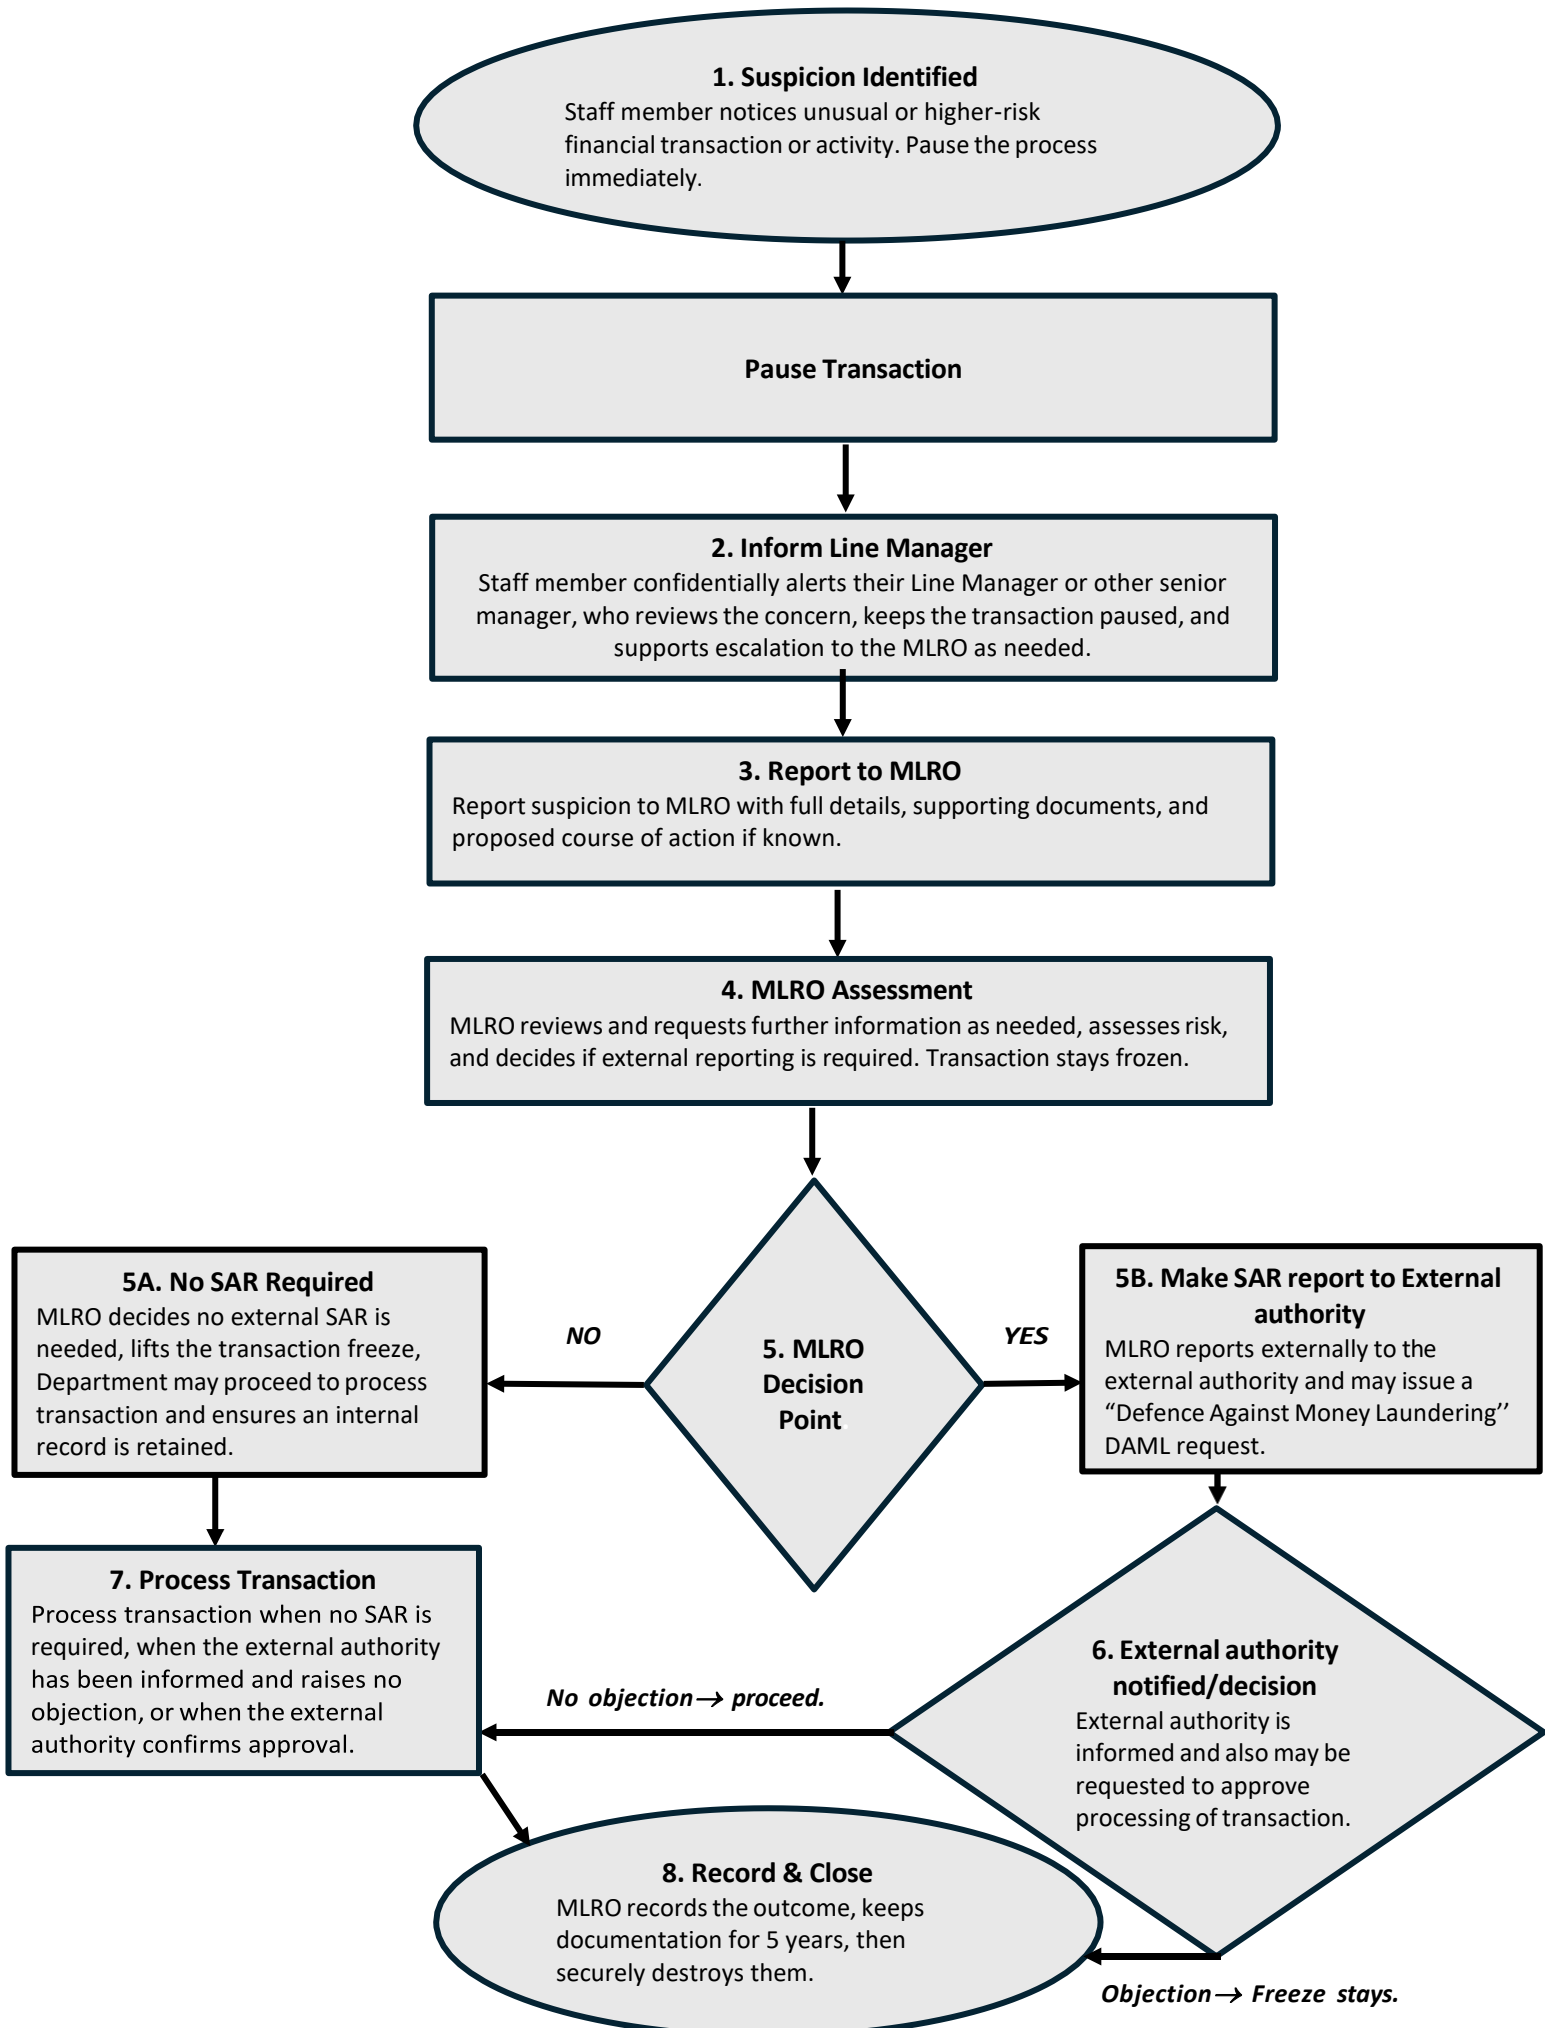 1. Suspicion Identified
Staff member notices unusual or higher-risk
financial transaction or activity. Pause the process
immediately.
Pause Transaction
2. Inform Line Manager
Staff member confidentially alerts their Line Manager or other senior
manager, who reviews the concern, keeps the transaction paused, and
supports escalation to the MLRO as needed.
3. Report to MLRO
Report suspicion to MLRO with full details, supporting documents, and
proposed course of action if known.
4. MLRO Assessment
MLRO reviews and requests further information as needed, assesses risk,
and decides if external reporting is required. Transaction stays frozen.
5. MLRO
Decision
Point.
NO
YES
5A. No SAR Required
MLRO decides no external SAR is
needed, lifts the transaction freeze,
Department may proceed to process
transaction and ensures an internal
record is retained.
5B. Make SAR report to External
authority
MLRO reports externally to the
external authority and may issue a
“Defence Against Money Laundering’’
DAML request.
6. External authority
notified/decision
External authority is
informed and also may be
requested to approve
processing of transaction.
No objection→ proceed.
7. Process Transaction
Process transaction when no SAR is
required, when the external authority
has been informed and raises no
objection, or when the external
authority confirms approval.
8. Record & Close
MLRO records the outcome, keeps
documentation for 5 years, then
securely destroys them.
Objection→ Freeze stays.